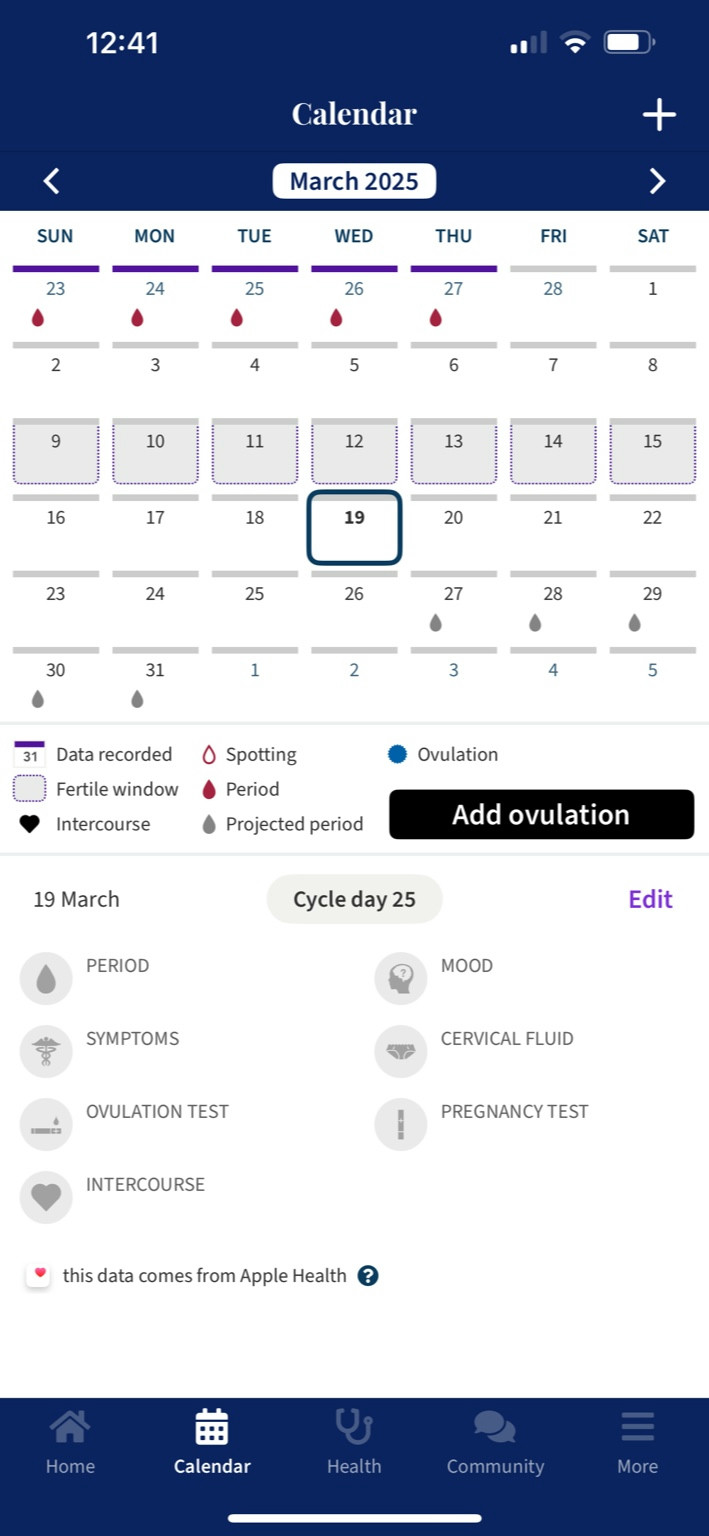 12:41
Calendar
March 2025
SUN MON TUE WED THU FRI SAT
23 24 25 26 27 28 1
2 3 4 5 6 7 8
9 10 11 12 13 14 15
16 17 18 19 20 21 22
23 24 25 26 27 28 29
30 31 1 2 3 4 5
31 Data recorded Spotting Ovulation
Fertile window Period
Intercourse Projected period
Add ovulation
19 March Cycle day 25 Edit
PERIOD MOOD
SYMPTOMS CERVICAL FLUID
OVULATION TEST PREGNANCY TEST
INTERCOURSE
this data comes from Apple Health ?
Home Calendar Health Community More